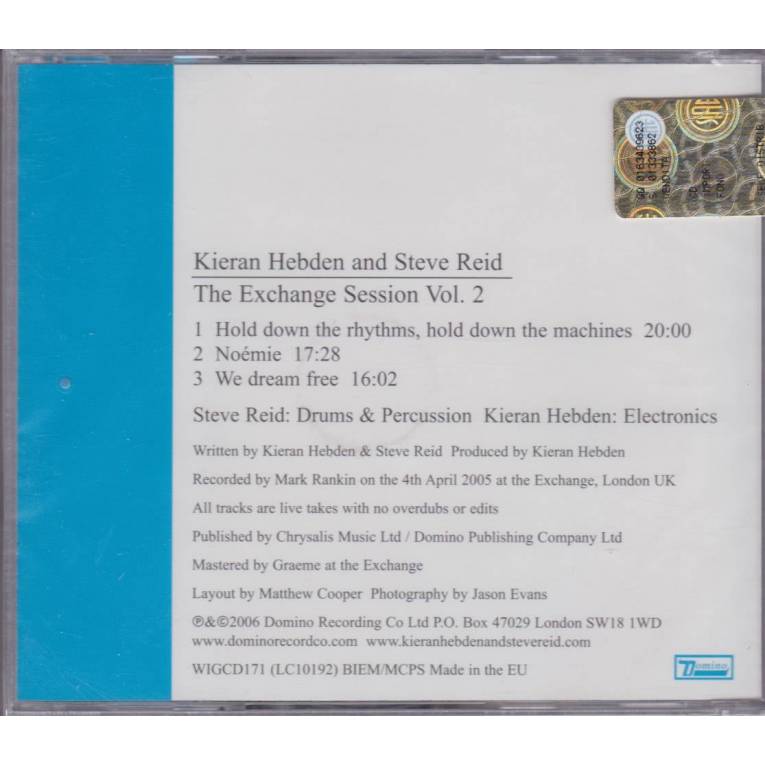 Kieran Hebden and Steve Reid
The Exchange Session Vol. 2
1 Hold down the rhythms, hold down the machines 20:00
2 Noémie 17:28
3 We dream free 16:02
Steve Reid: Drums & Percussion Kieran Hebden: Electronics
Written by Kieran Hebden & Steve Reid Produced by Kieran Hebden
Recorded by Mark Rankin on the 4th April 2005 at the Exchange, London UK
All tracks are live takes with no overdubs or edits
Published by Chrysalis Music Ltd / Domino Publishing Company Ltd
Mastered by Graeme at the Exchange
Layout by Matthew Cooper Photography by Jason Evans
℗&©2006 Domino Recording Co Ltd P.O. Box 47029 London SW18 1WD
www.dominorecordco.com www.kieranhebdenandstevereid.com
WIGCD171 (LC10192) BIEM/MCPS Made in the EU
Domino
SIAE
VENDITA
CD
IMPORT